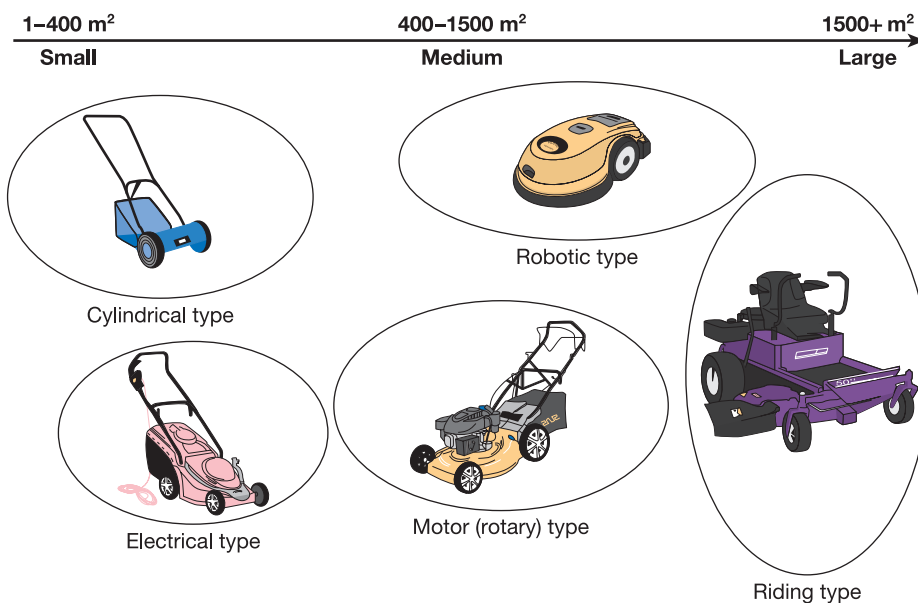 1–400 m²
400–1500 m²
1500+ m²
Small
Medium
Large
Robotic type
Cylindrical type
Electrical type
Motor (rotary) type
Riding type